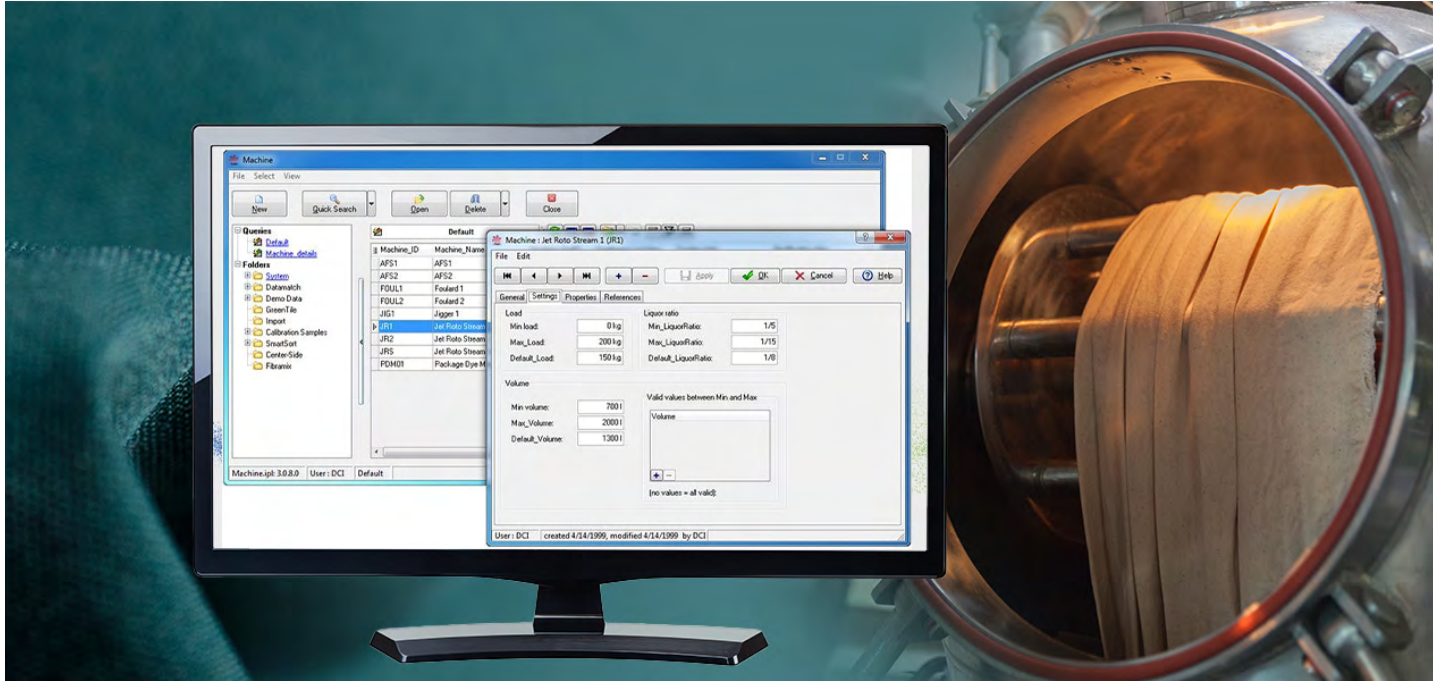 Machine
File Select View
New Quick Search Open Delete Close
Queries
Default
Machine_details
Folders
System
Datamatch
Demo Data
GreenTile
Import
Calibration Samples
SmartSort
Center-Side
Fibramix
Default
Machine_ID Machine_Name
AFS1 AFS1
AFS2 AFS2
FOUL1 Foulard 1
FOUL2 Foulard 2
JIG1 Jigger 1
JR1 Jet Roto Stream
JR2 Jet Roto Stream
JRS Jet Roto Stream
PDM01 Package Dye M
Machine.ipl: 3.0.8.0 User : DCI Default
Machine : Jet Roto Stream 1 (JR1)
File Edit
Apply OK Cancel Help
General Settings Properties References
Load
Min load: 0 kg
Max_Load: 200 kg
Default_Load: 150 kg
Liquor ratio
Min_LiquorRatio: 1/5
Max_LiquorRatio: 1/15
Default_LiquorRatio: 1/8
Volume
Min volume: 700 l
Max_Volume: 2000 l
Default_Volume: 1300 l
Valid values between Min and Max
Volume
(no values = all valid):
User : DCI created 4/14/1999, modified 4/14/1999 by DCI